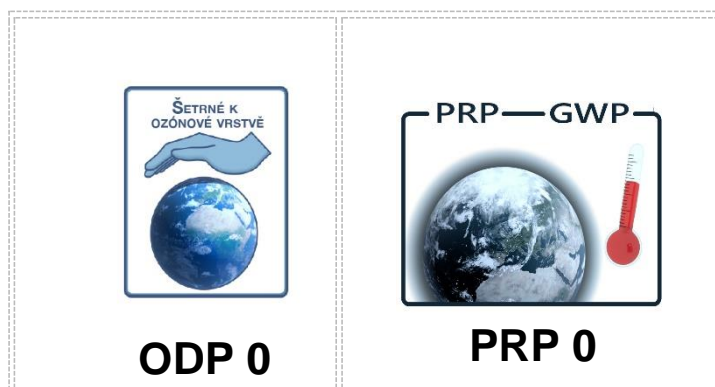 ŠETRNÉ K
OZÓNOVÉ VRSTVĚ
ODP 0
PRP GWP
PRP 0